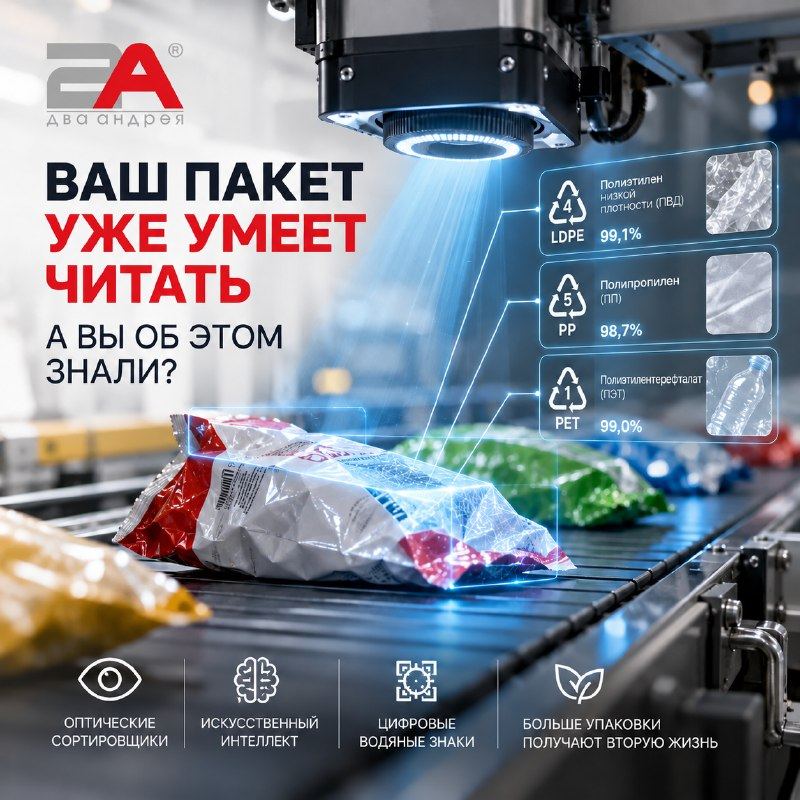 2А®
два андрея
ВАШ ПАКЕТ
УЖЕ УМЕЕТ
ЧИТАТЬ
А ВЫ ОБ ЭТОМ
ЗНАЛИ?
4
LDPE
Полиэтилен
низкой
плотности (ПВД)
99,1%
5
PP
Полипропилен
(ПП)
98,7%
1
PET
Полиэтилентерефталат
(ПЭТ)
99,0%
ОПТИЧЕСКИЕ
СОРТИРОВЩИКИ
ИСКУССТВЕННЫЙ
ИНТЕЛЛЕКТ
ЦИФРОВЫЕ
ВОДЯНЫЕ ЗНАКИ
БОЛЬШЕ УПАКОВКИ
ПОЛУЧАЮТ ВТОРУЮ ЖИЗНЬ